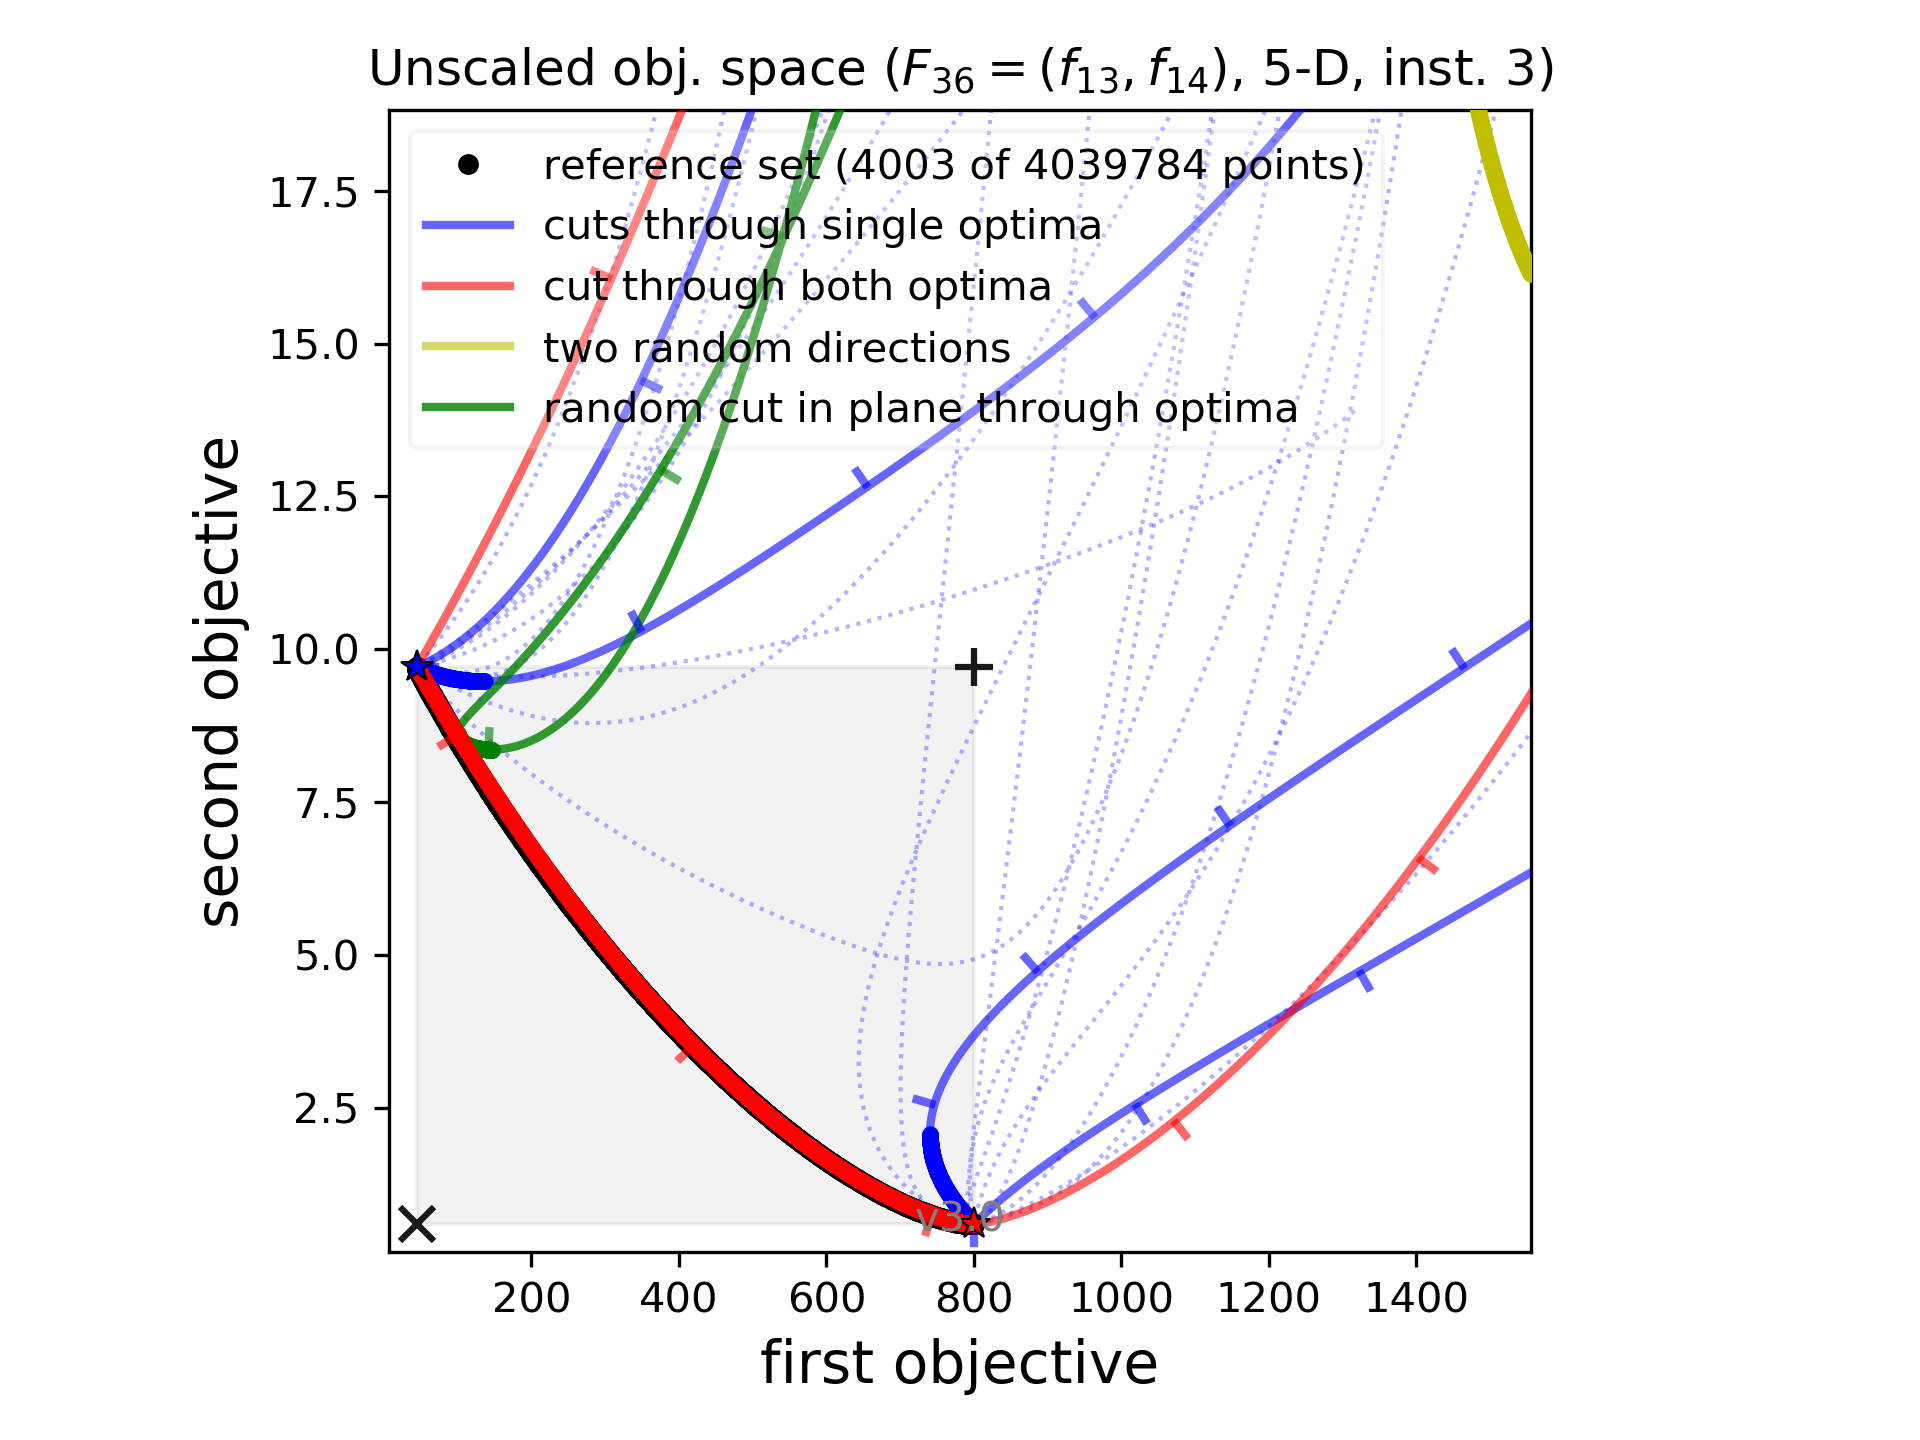 Unscaled obj. space (F36 = (f13, f14), 5-D, inst. 3)
reference set (4003 of 4039784 points)
cuts through single optima
cut through both optima
two random directions
random cut in plane through optima
17.5
15.0
12.5
10.0
7.5
5.0
2.5
second objective
v3.0
200 400 600 800 1000 1200 1400
first objective